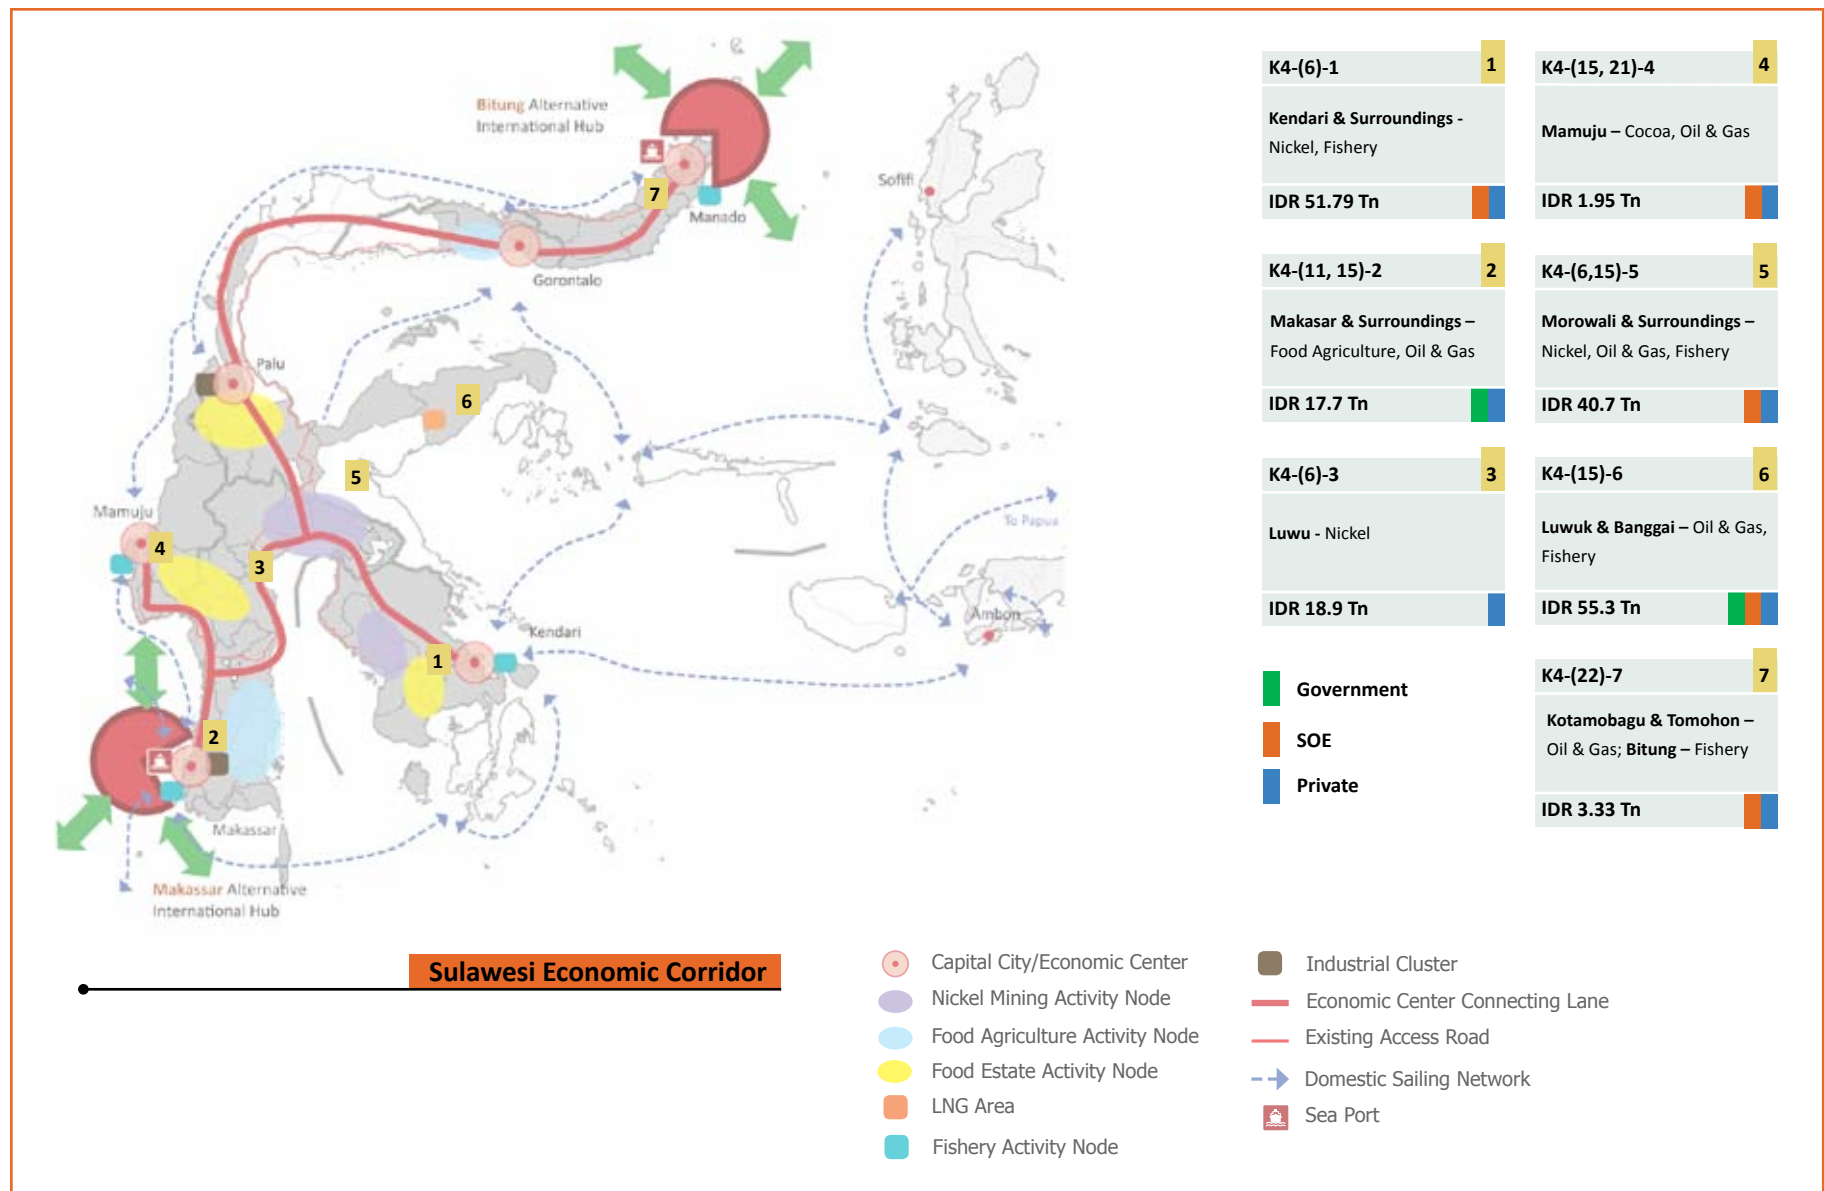 Bitung Alternative
International Hub
7
Manado
Sofifi
Gorontalo
Palu
6
5
Mamuju
4
3
To Papua
Ambon
Kendari
1
2
Makassar
Makassar Alternative
International Hub
K4-(6)-1 1
Kendari & Surroundings -
Nickel, Fishery
IDR 51.79 Tn
K4-(11, 15)-2 2
Makasar & Surroundings –
Food Agriculture, Oil & Gas
IDR 17.7 Tn
K4-(6)-3 3
Luwu - Nickel
IDR 18.9 Tn
K4-(15, 21)-4 4
Mamuju – Cocoa, Oil & Gas
IDR 1.95 Tn
K4-(6,15)-5 5
Morowali & Surroundings –
Nickel, Oil & Gas, Fishery
IDR 40.7 Tn
K4-(15)-6 6
Luwuk & Banggai – Oil & Gas,
Fishery
IDR 55.3 Tn
K4-(22)-7 7
Kotamobagu & Tomohon –
Oil & Gas; Bitung – Fishery
IDR 3.33 Tn
Government
SOE
Private
Sulawesi Economic Corridor
Capital City/Economic Center
Nickel Mining Activity Node
Food Agriculture Activity Node
Food Estate Activity Node
LNG Area
Fishery Activity Node
Industrial Cluster
Economic Center Connecting Lane
Existing Access Road
Domestic Sailing Network
Sea Port